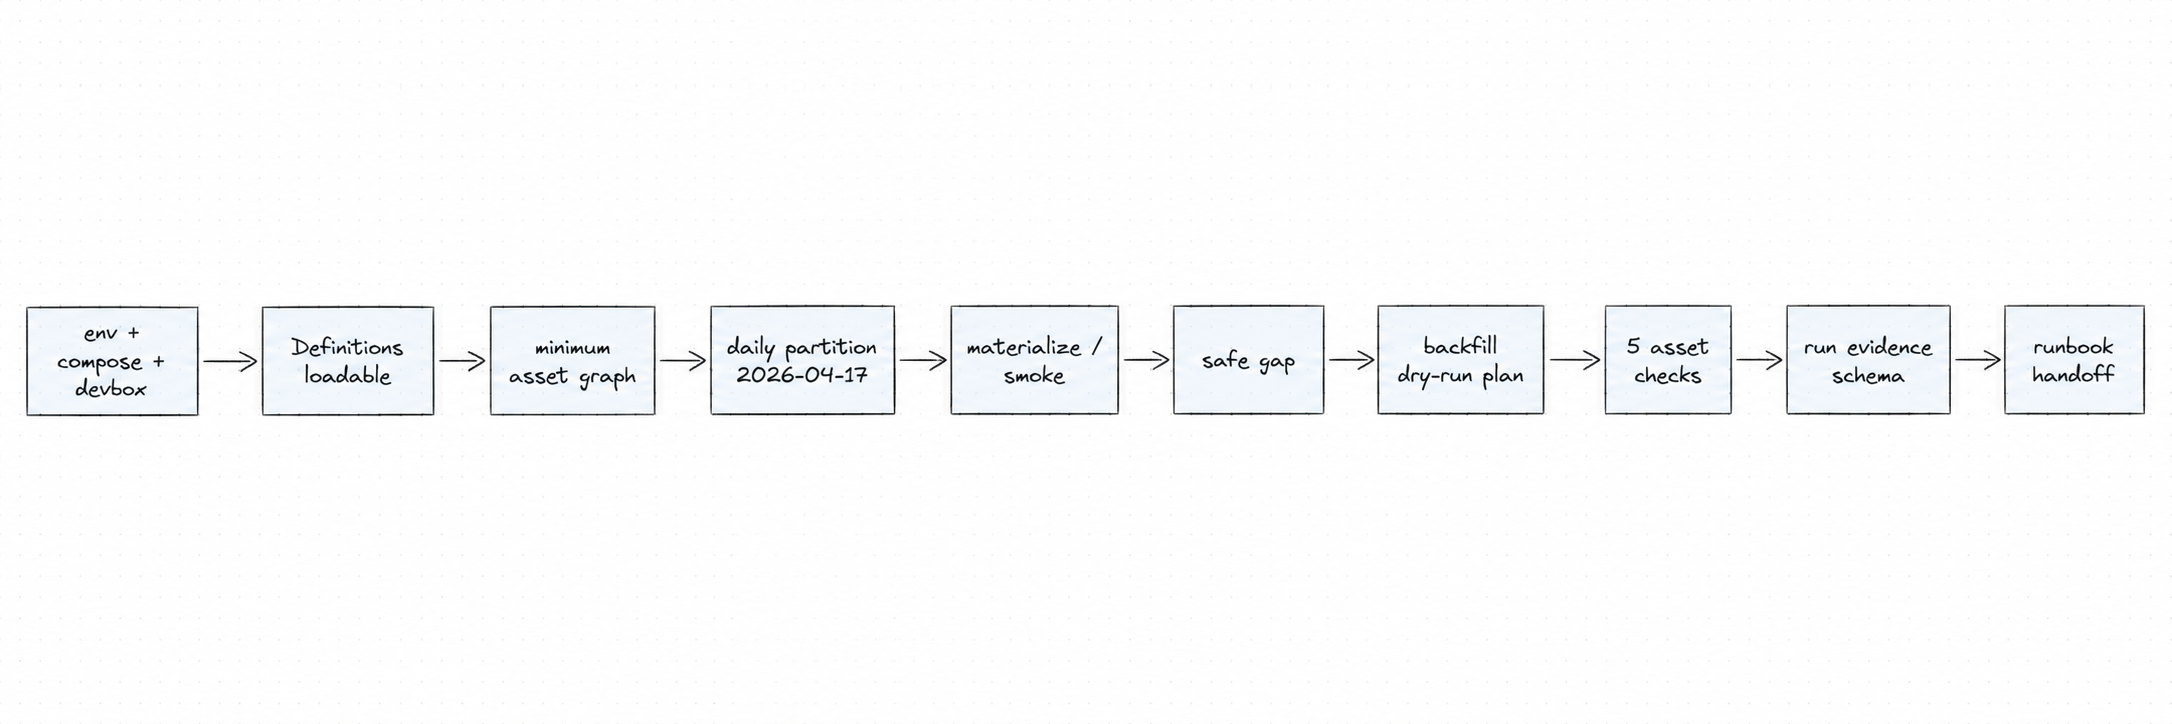 env +
compose +
devbox
Definitions
loadable
minimum
asset graph
daily partition
2026-04-17
materialize /
smoke
safe gap
backfill
dry-run plan
5 asset
checks
run evidence
schema
runbook
handoff